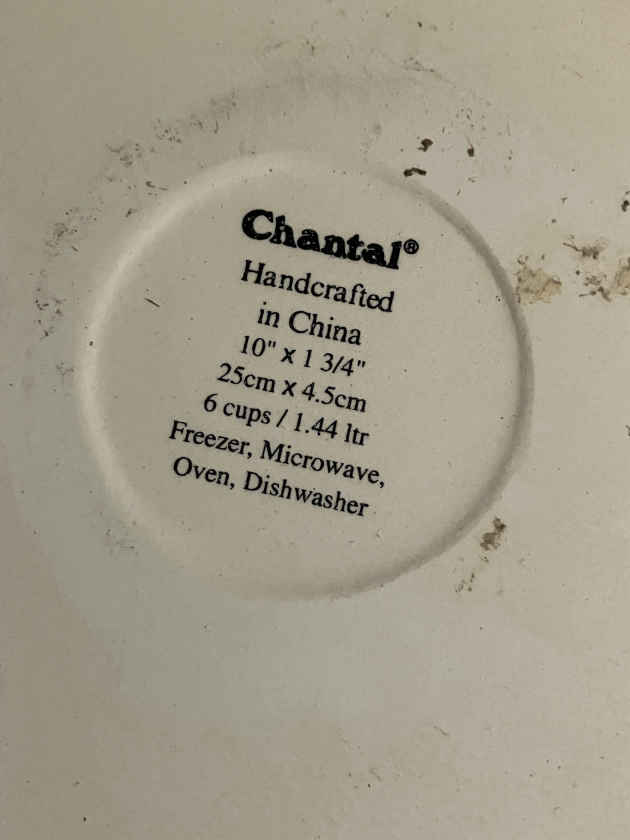 Chantal®
Handcrafted
in China
10" x 1 3/4"
25cm x 4.5cm
6 cups / 1.44 ltr
Freezer, Microwave,
Oven, Dishwasher